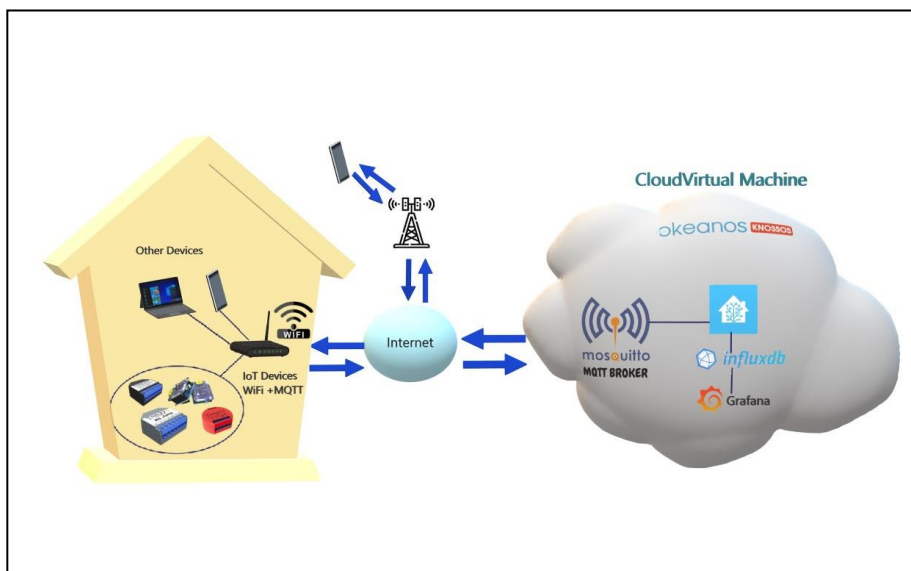 CloudVirtual Machine
okeanos KNOSSOS
Other Devices
WiFi
Internet
mosquitto
MQTT BROKER
influxdb
Grafana
IoT Devices
WiFi +MQTT